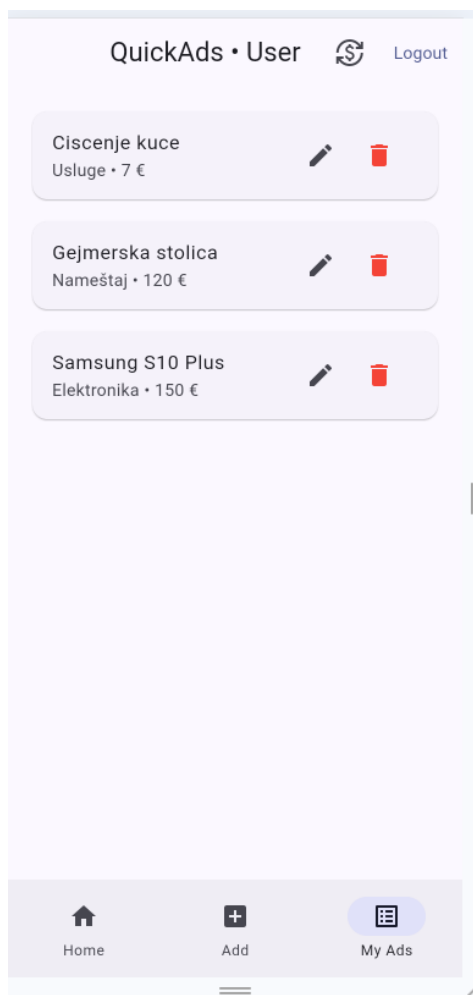 QuickAds • User
Logout
Ciscenje kuce
Usluge • 7 €
Gejmerska stolica
Nameštaj • 120 €
Samsung S10 Plus
Elektronika • 150 €
Home
Add
My Ads